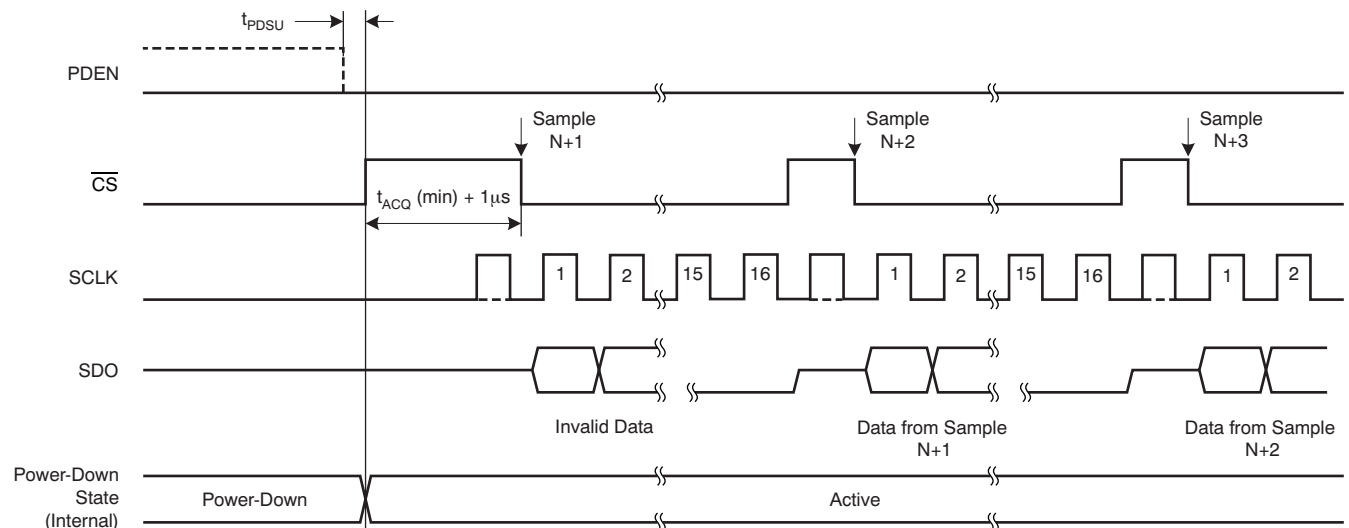 t_PDSU
PDEN
Sample
N+1
Sample
N+2
Sample
N+3
CS
t_ACQ (min) + 1μs
SCLK
1 2 15 16 1 2 15 16 1 2
SDO
Invalid Data
Data from Sample
N+1
Data from Sample
N+2
Power-Down
State
(Internal)
Power-Down
Active